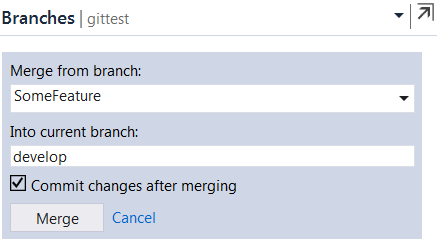 Branches | gittest
Merge from branch:
SomeFeature
Into current branch:
develop
Commit changes after merging
Merge Cancel